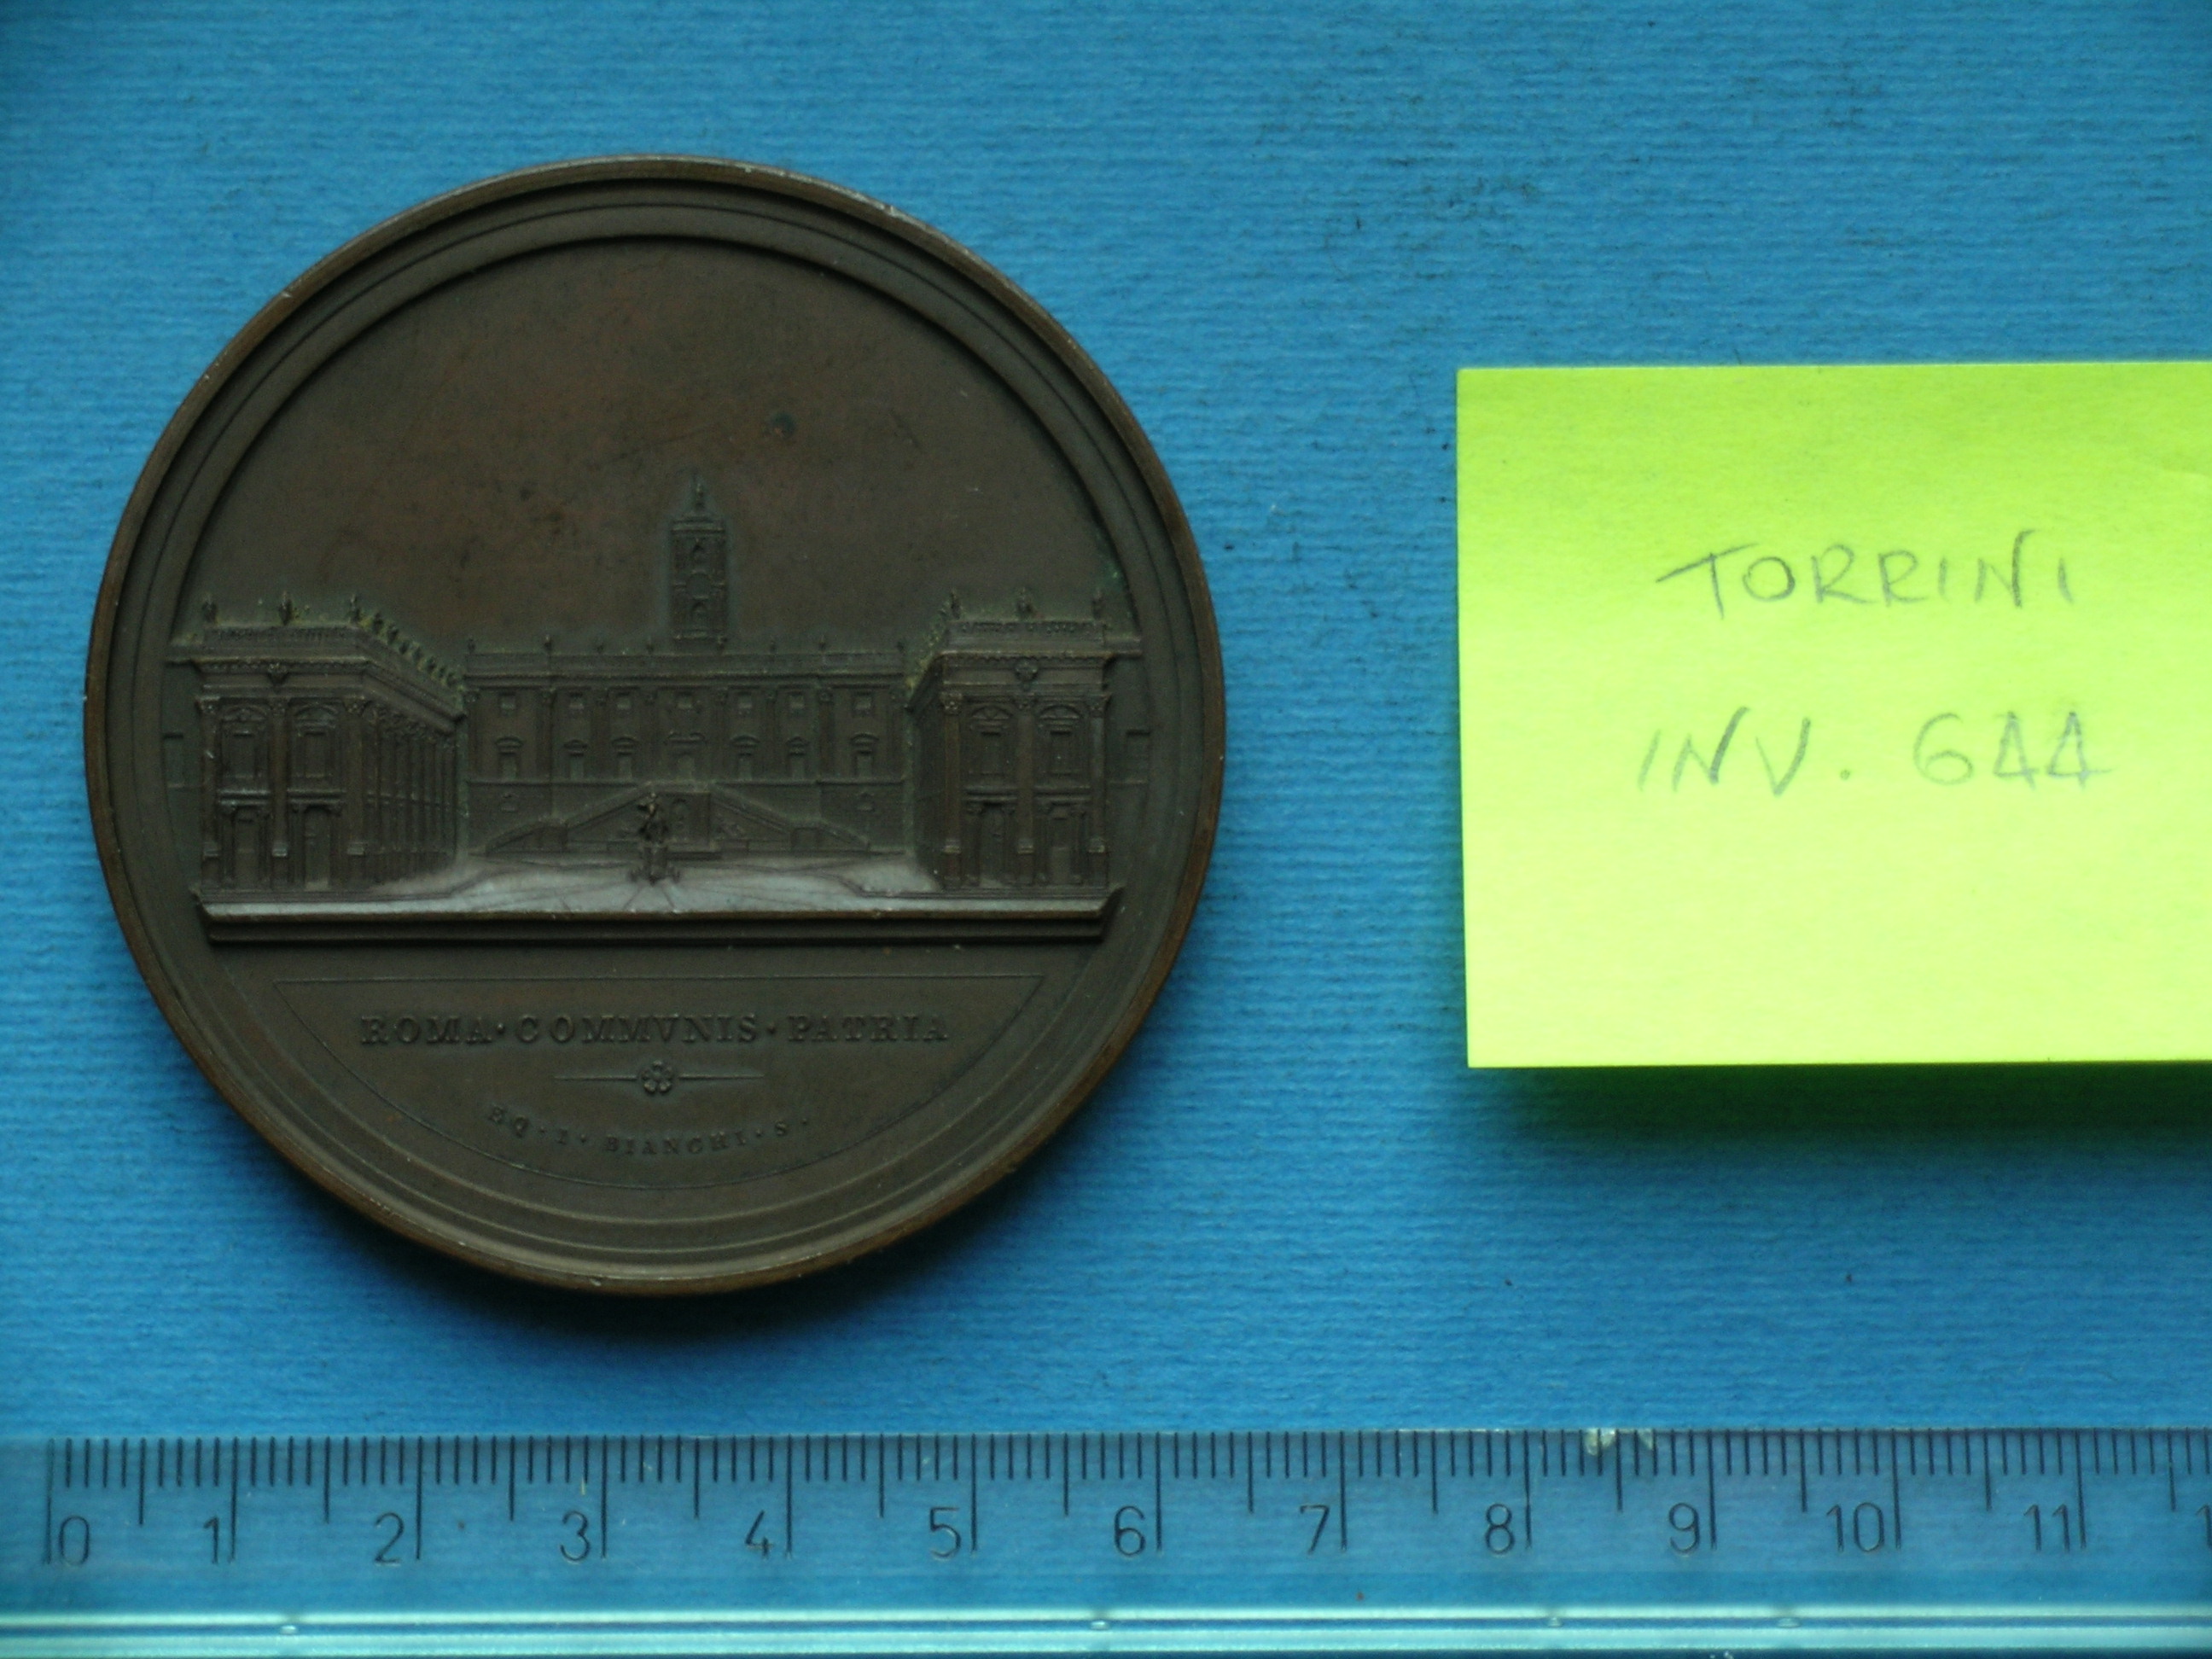 ROMA · COMMVNIS · PATRIA
EQ · I · BIANCHI · S ·
TORRINI
INV. 644
0 1 2 3 4 5 6 7 8 9 10 11